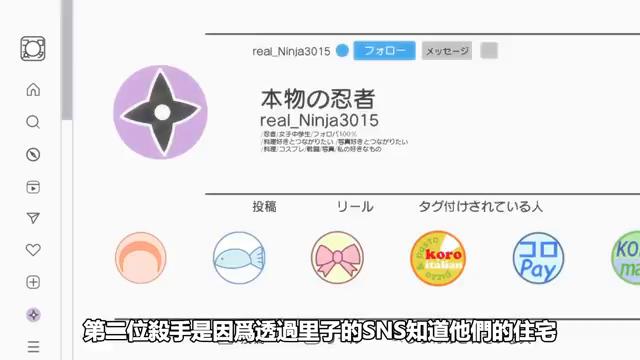 real_Ninja3015 フォロー メッセージ
本物の忍者
real_Ninja3015
/忍者/女子中学生/フォロバ100%
/料理好きとつながりたい /写真好きとつながりたい
/料理/コスプレ/戦闘/写真/私の好きなもの
投稿 リール タグ付けされている人
pasta
koro
italian
pizza
コロ
Pay
第二位殺手是因爲透過里子的SNS知道他們的住宅